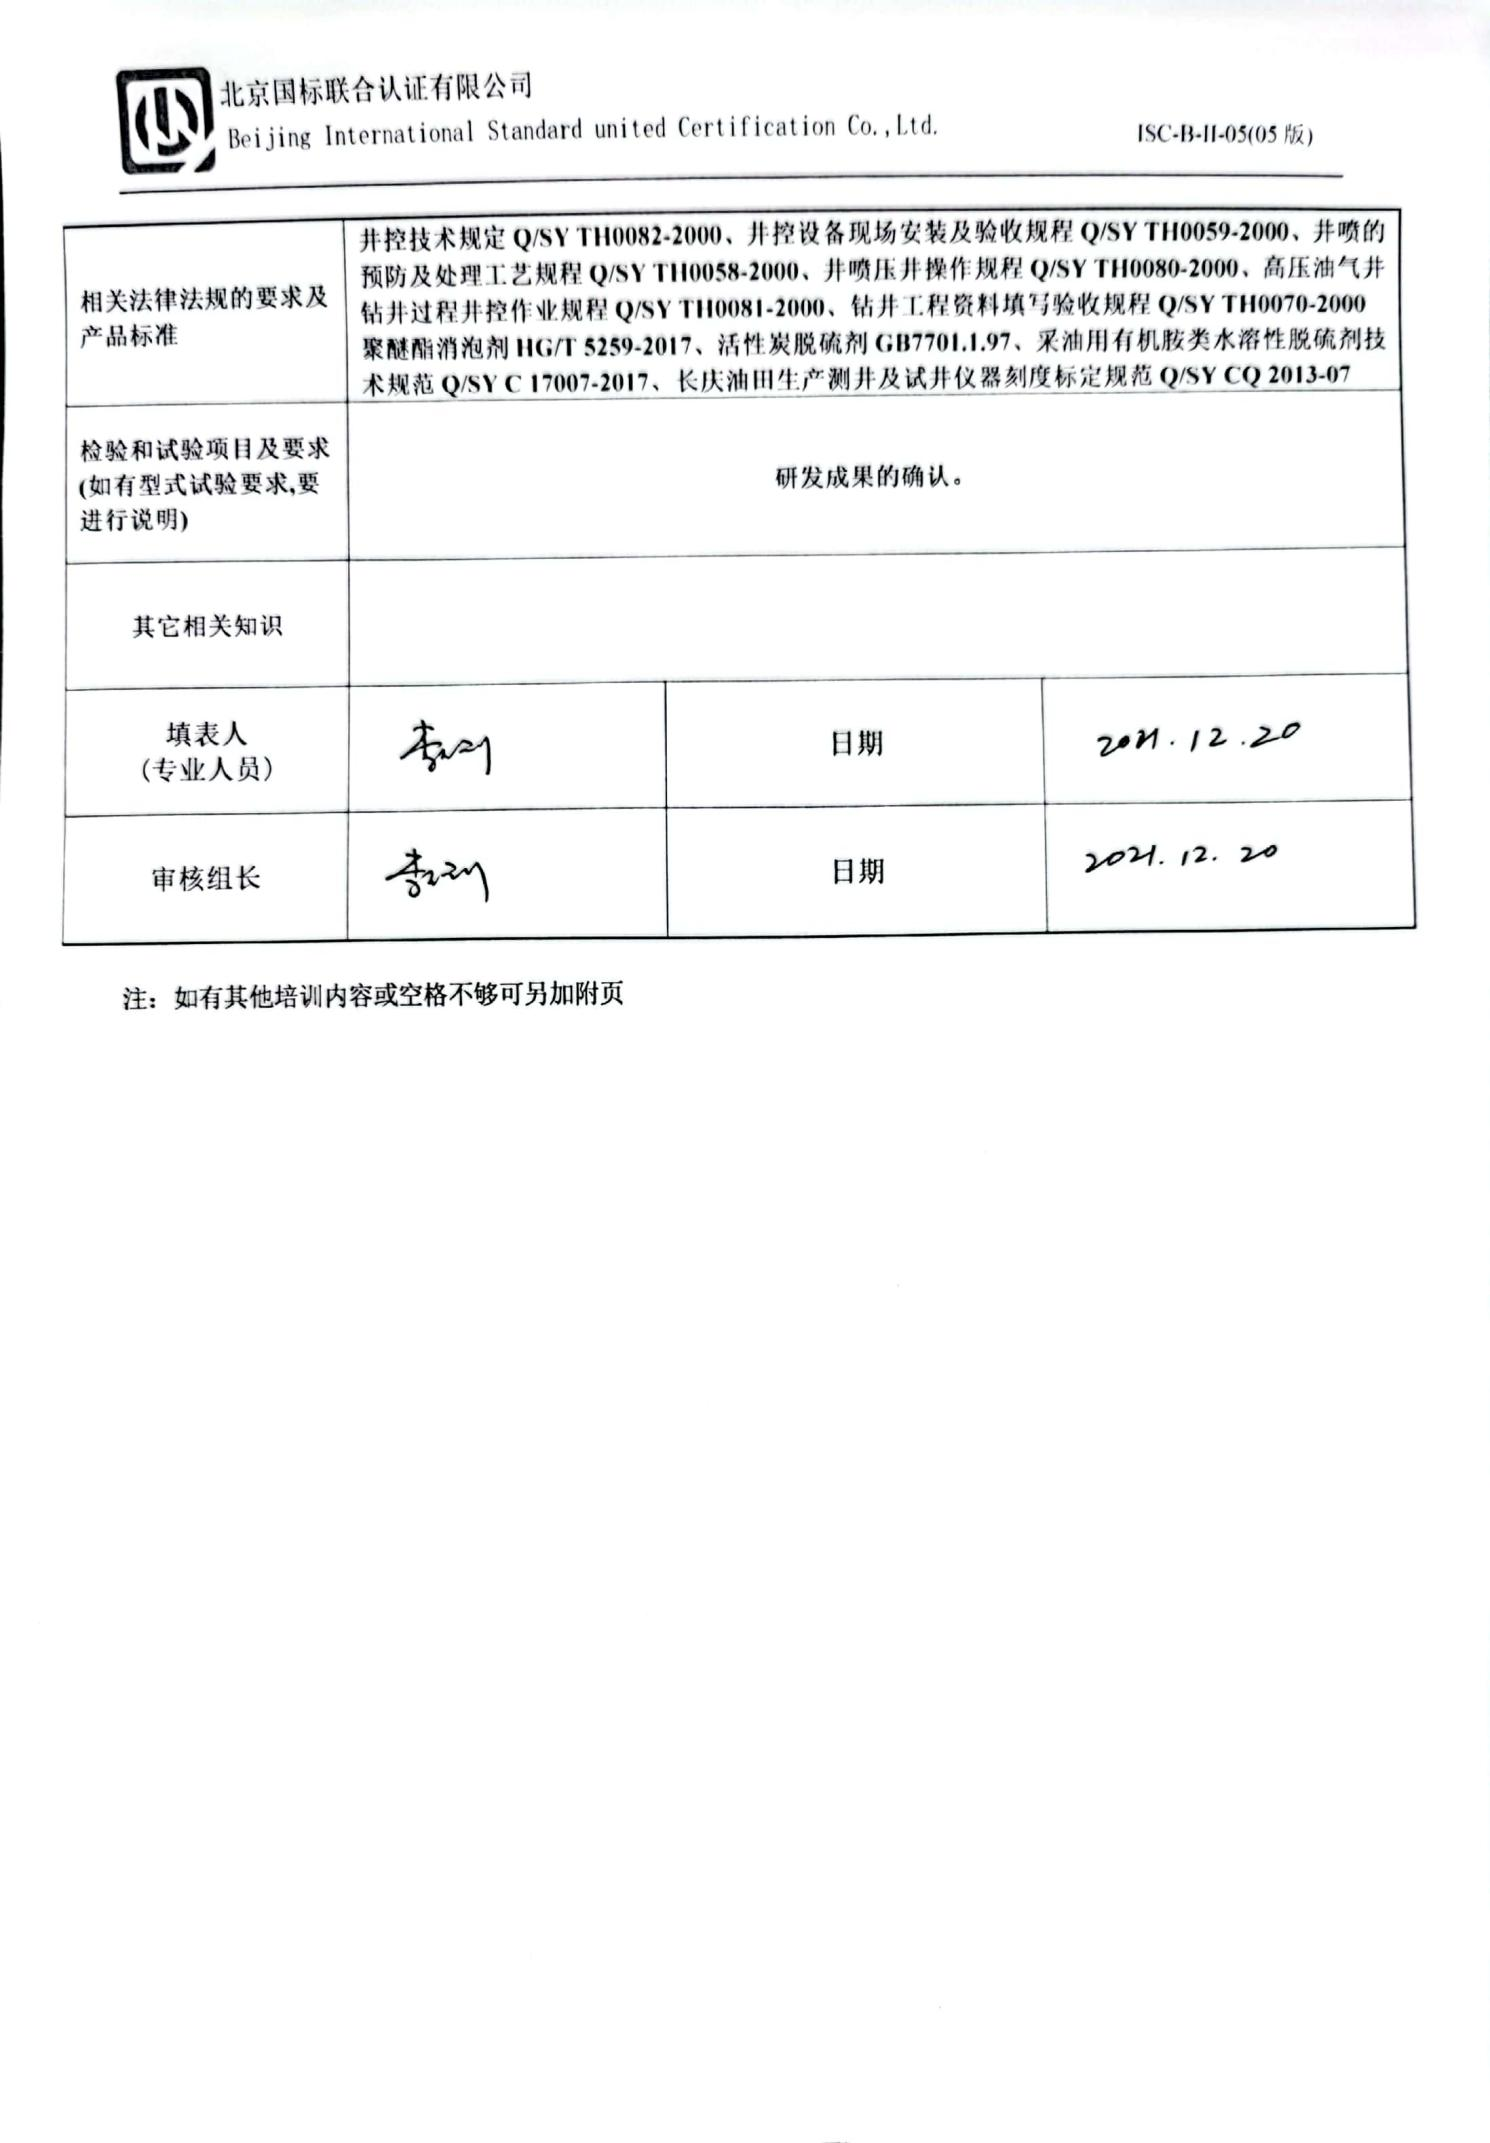 北京国标联合认证有限公司
Beijing International Standard united Certification Co.,Ltd.
ISC-B-II-05(05 版)
相关法律法规的要求及
产品标准
井控技术规定 Q/SY TH0082-2000、井控设备现场安装及验收规程 Q/SY TH0059-2000、井喷的
预防及处理工艺规程 Q/SY TH0058-2000、井喷压井操作规程 Q/SY TH0080-2000、高压油气井
钻井过程井控作业规程 Q/SY TH0081-2000、钻井工程资料填写验收规程 Q/SY TH0070-2000
聚醚酯消泡剂 HG/T 5259-2017、活性炭脱硫剂 GB7701.1.97、采油用有机胺类水溶性脱硫剂技
术规范 Q/SY C 17007-2017、长庆油田生产测井及试井仪器刻度标定规范 Q/SY CQ 2013-07
检验和试验项目及要求
(如有型式试验要求,要
进行说明)
研发成果的确认。
其它相关知识
填表人
（专业人员）
日期
2021.12.20
审核组长
日期
2021.12.20
注：如有其他培训内容或空格不够可另加附页